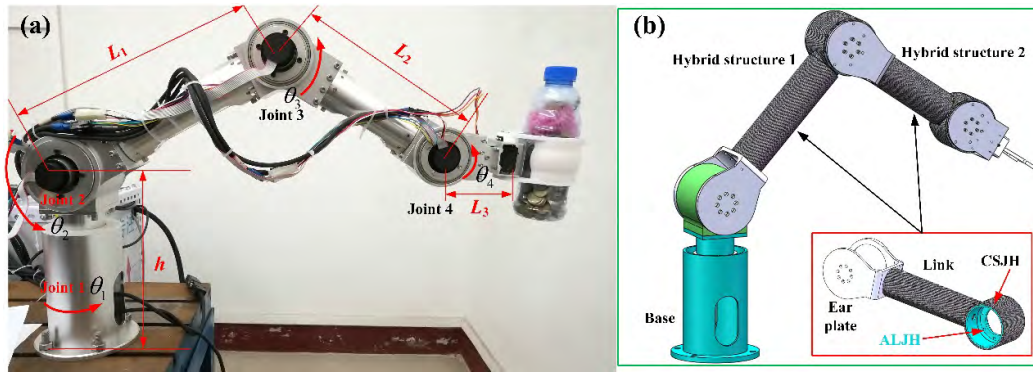 (a)
L1
L2
θ3
Joint 3
Joint 2
θ4
θ2
Joint 4
L3
h
Joint 1
θ1
(b)
Hybrid structure 1
Hybrid structure 2
Link
CSJH
Ear
plate
Base
ALJH